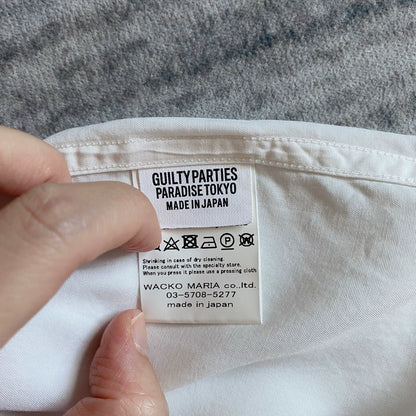 GUILTY PARTIES
PARADISE TOKYO
MADE IN JAPAN
Shrinking in case of dry cleaning.
Please consult with the specialty store.
When you press it please use a pressing cloth
WACKO MARIA co.,ltd.
03-5708-5277
made in japan